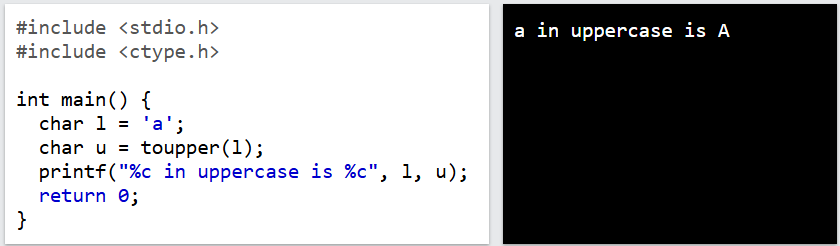 #include <stdio.h>
#include <ctype.h>

int main() {
  char l = 'a';
  char u = toupper(l);
  printf("%c in uppercase is %c", l, u);
  return 0;
}
a in uppercase is A